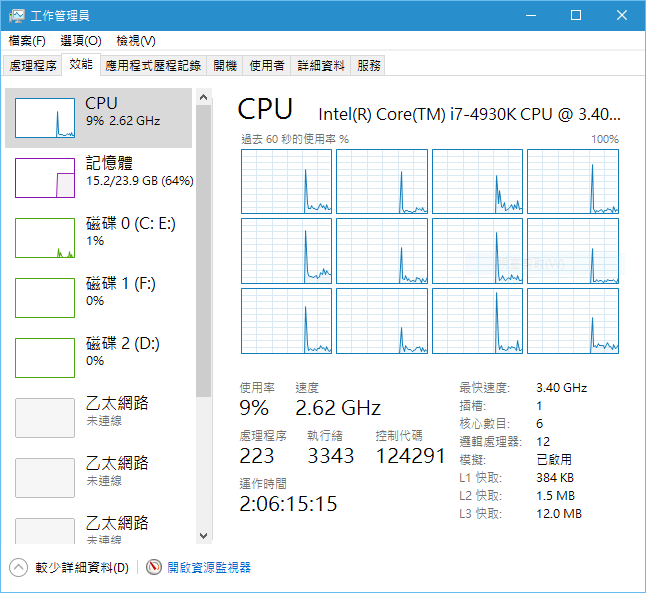 工作管理員
檔案(F) 選項(O) 檢視(V)
處理程序 效能 應用程式歷程記錄 開機 使用者 詳細資料 服務
CPU
9% 2.62 GHz
記憶體
15.2/23.9 GB (64%)
磁碟 0 (C: E:)
1%
磁碟 1 (F:)
0%
磁碟 2 (D:)
0%
乙太網路
未連線
乙太網路
未連線
乙太網路
未連線
CPU Intel(R) Core(TM) i7-4930K CPU @ 3.40...
過去 60 秒的使用率 % 100%
使用率 速度
9% 2.62 GHz
處理程序 執行緒 控制代碼
223 3343 124291
運作時間
2:06:15:15
最快速度: 3.40 GHz
插槽: 1
核心數目: 6
邏輯處理器: 12
模擬: 已啟用
L1 快取: 384 KB
L2 快取: 1.5 MB
L3 快取: 12.0 MB
較少詳細資料(D) 開啟資源監視器